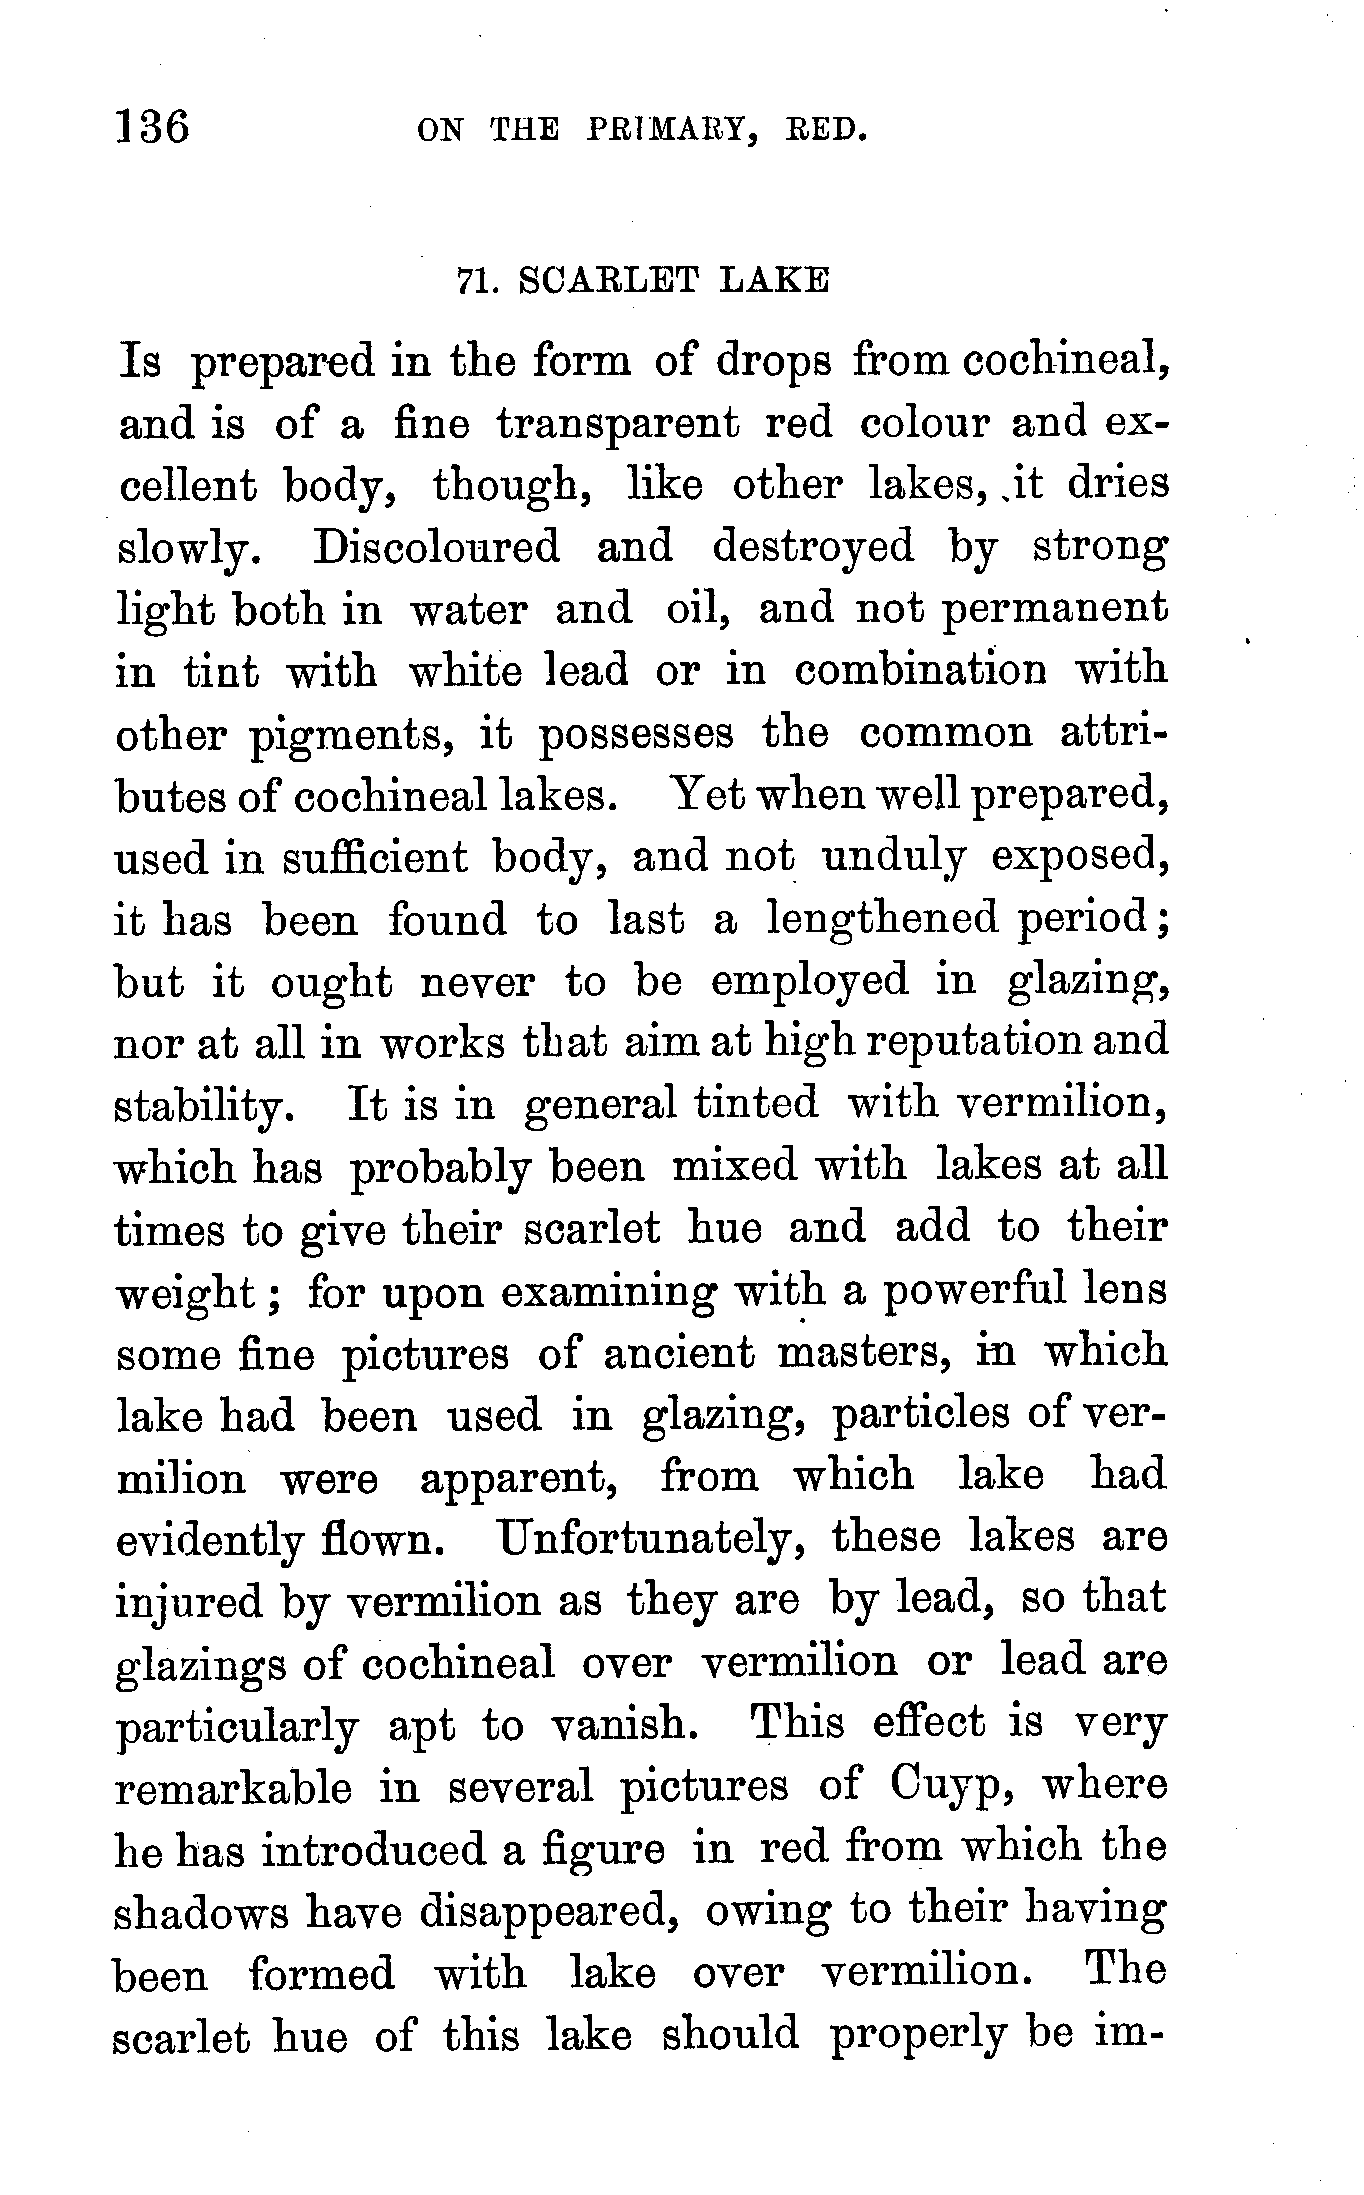 136 ON THE PRIMARY, RED.
71. SCARLET LAKE
Is prepared in the form of drops from cochineal,
and is of a fine transparent red colour and ex-
cellent body, though, like other lakes, it dries
slowly. Discoloured and destroyed by strong
light both in water and oil, and not permanent
in tint with white lead or in combination with
other pigments, it possesses the common attri-
butes of cochineal lakes. Yet when well prepared,
used in sufficient body, and not unduly exposed,
it has been found to last a lengthened period;
but it ought never to be employed in glazing,
nor at all in works that aim at high reputation and
stability. It is in general tinted with vermilion,
which has probably been mixed with lakes at all
times to give their scarlet hue and add to their
weight; for upon examining with a powerful lens
some fine pictures of ancient masters, in which
lake had been used in glazing, particles of ver-
milion were apparent, from which lake had
evidently flown. Unfortunately, these lakes are
injured by vermilion as they are by lead, so that
glazings of cochineal over vermilion or lead are
particularly apt to vanish. This effect is very
remarkable in several pictures of Cuyp, where
he has introduced a figure in red from which the
shadows have disappeared, owing to their having
been formed with lake over vermilion. The
scarlet hue of this lake should properly be im-